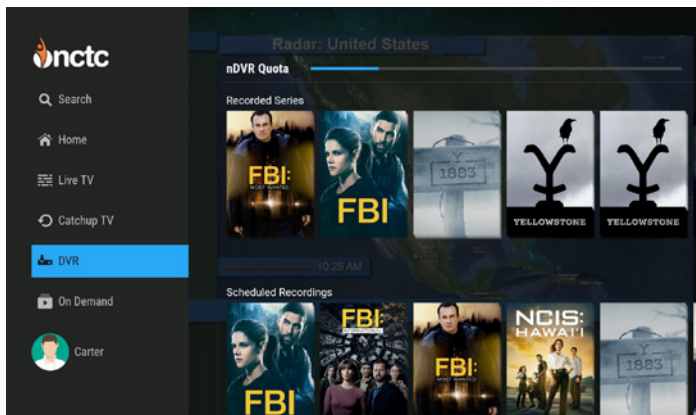 nctc
Search
Home
Live TV
Catchup TV
DVR
On Demand
Carter
Radar: United States
nDVR Quota
Recorded Series
FBI:
MOST WANTED
FBI
Y
1883
YELLOWSTONE
YELLOWSTONE
10:25 AM
Scheduled Recordings
FBI
FBI:
INTERNATIONAL
FBI:
MOST WANTED
NCIS:
HAWAI'I
Y
1883